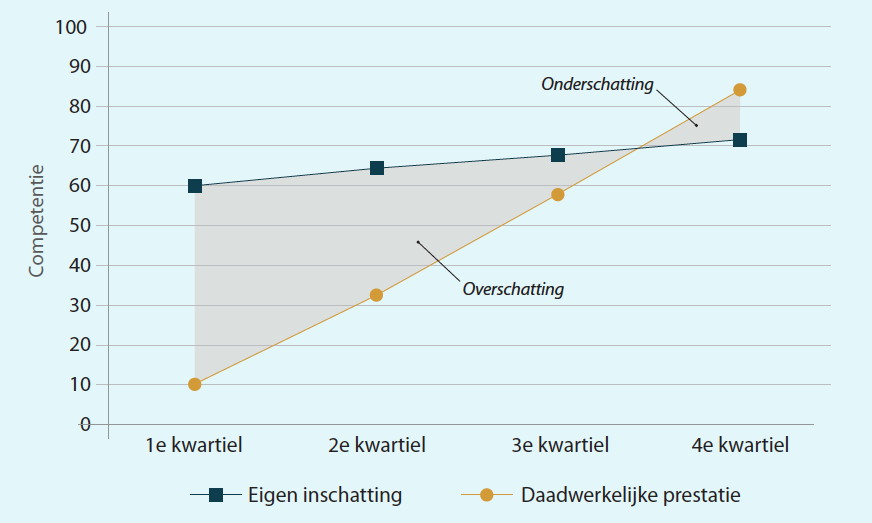 100
90
Onderschatting
80
70
60
50
40
Overschatting
30
20
10
0
Competentie
1e kwartiel 2e kwartiel 3e kwartiel 4e kwartiel
Eigen inschatting Daadwerkelijke prestatie